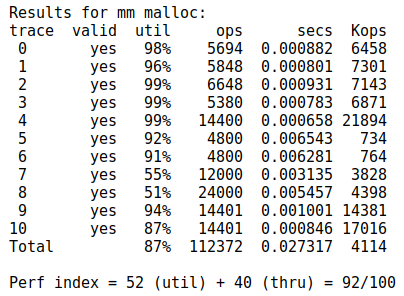 Results for mm malloc:
trace  valid  util     ops      secs  Kops
 0       yes   98%    5694  0.000882  6458
 1       yes   96%    5848  0.000801  7301
 2       yes   99%    6648  0.000931  7143
 3       yes   99%    5380  0.000783  6871
 4       yes   99%   14400  0.000658 21894
 5       yes   92%    4800  0.006543   734
 6       yes   91%    4800  0.006281   764
 7       yes   55%   12000  0.003135  3828
 8       yes   51%   24000  0.005457  4398
 9       yes   94%   14401  0.001001 14381
10       yes   87%   14401  0.000846 17016
Total          87%  112372  0.027317  4114

Perf index = 52 (util) + 40 (thru) = 92/100